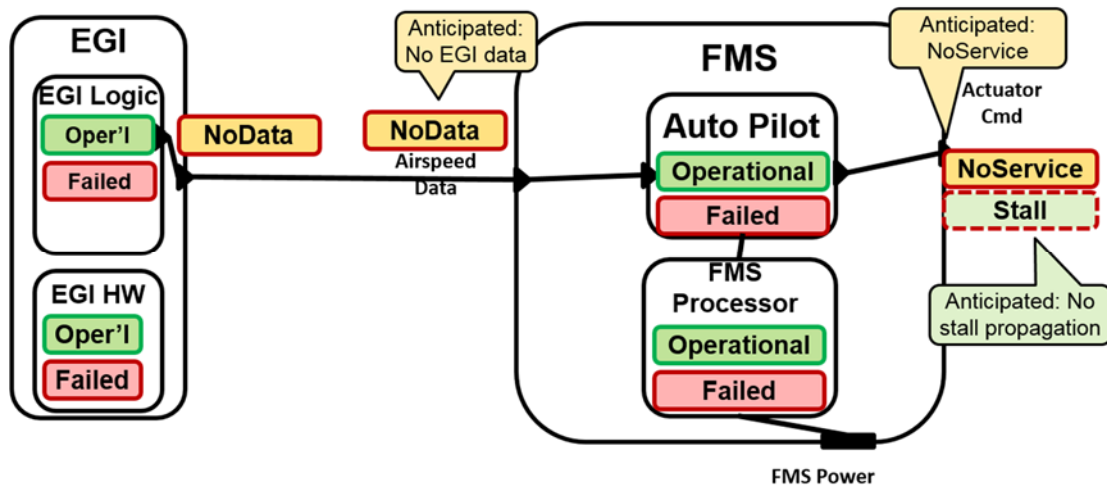 EGI
EGI Logic
Oper'l
Failed
EGI HW
Oper'l
Failed
NoData
Anticipated:
No EGI data
NoData
Airspeed
Data
FMS
Auto Pilot
Operational
Failed
FMS
Processor
Operational
Failed
FMS Power
Anticipated:
NoService
Actuator
Cmd
NoService
Stall
Anticipated: No
stall propagation